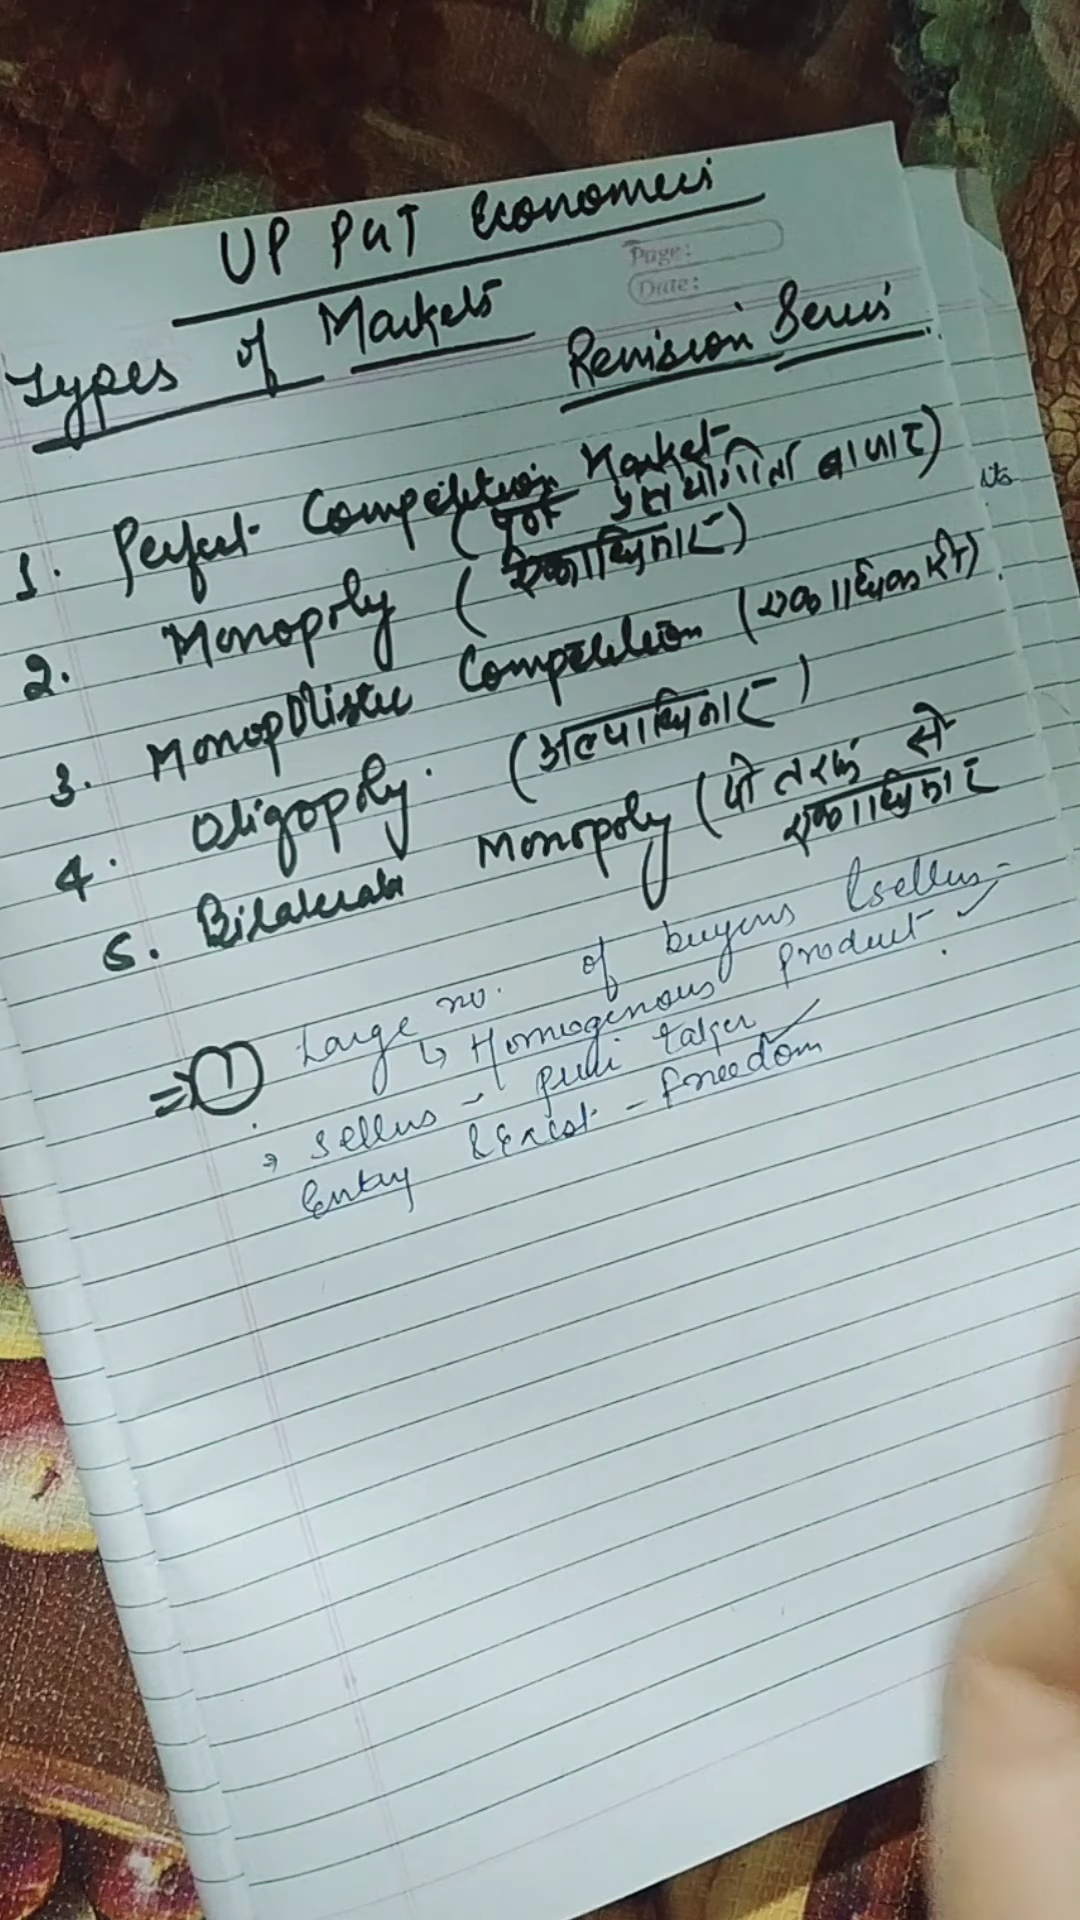 UP PGT Economics
Page:
Date:
Types of Markets
Revision Series
1. Perfect Competition Market
(पूर्ण प्रतियोगिता बाजार)
2. Monopoly (एकाधिकार)
3. Monopolistic Competition (एकाधिकारी)
4. Oligopoly. (अल्पाधिकार)
5. Bilateral Monopoly (दो तरफ से
एकाधिकार
① Large no. of buyers & sellers
↳ Homogenous product.
sellers - price taker
Entry & Exist - freedom